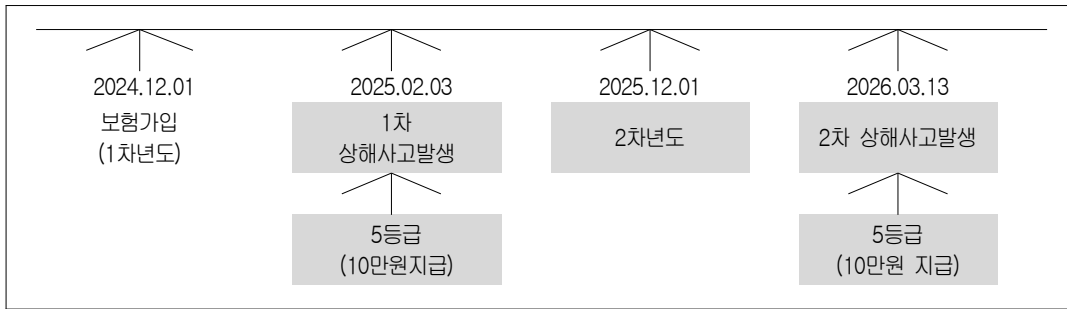 2024.12.01
보험가입
(1차년도)
2025.02.03
1차
상해사고발생
5등급
(10만원지급)
2025.12.01
2차년도
2026.03.13
2차 상해사고발생
5등급
(10만원 지급)